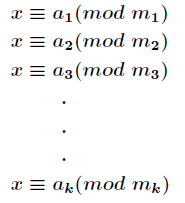 x ≡ a₁(mod m₁)
x ≡ a₂(mod m₂)
x ≡ a₃(mod m₃)
.
.
.
x ≡ aₖ(mod mₖ)